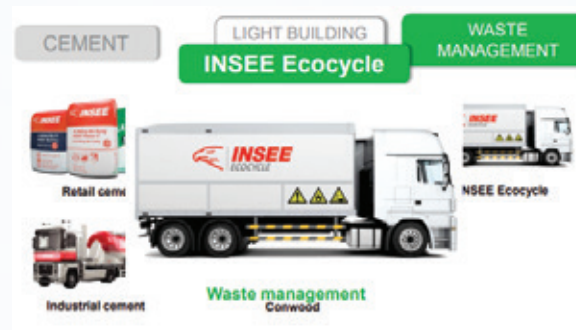 CEMENT
LIGHT BUILDING
WASTE
MANAGEMENT
INSEE Ecocycle
INSEE
INSEE
ECOCYCLE
INSEE
Retail ceme
NSEE Ecocycle
Industrial cement
Waste management
Conwood